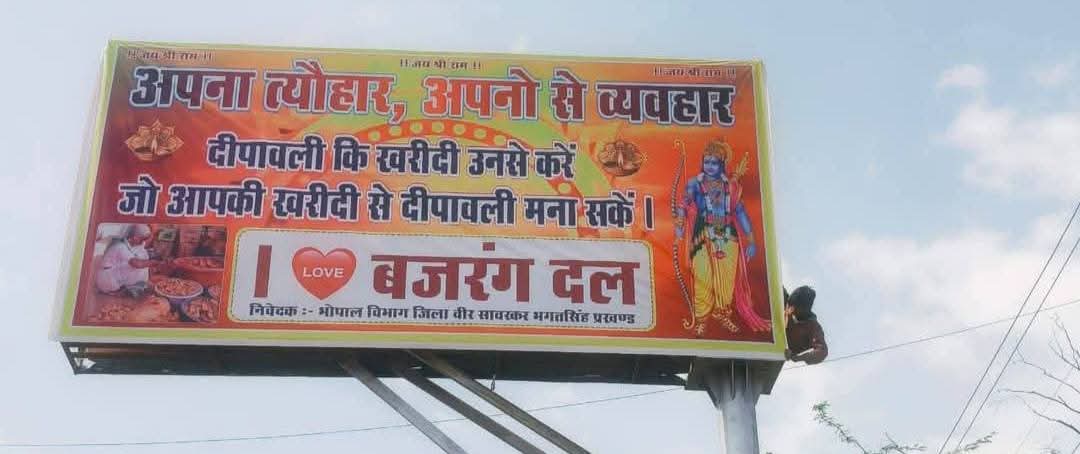 !! जय श्री राम !!
!! जय श्री राम !!
!! जय श्री राम !!
अपना त्यौहार, अपनो से व्यवहार
दीपावली कि खरीदी उनसे करें
जो आपकी खरीदी से दीपावली मना सकें।
I LOVE बजरंग दल
निवेदक :- भोपाल विभाग जिला वीर सावरकर भगतसिंह प्रखण्ड